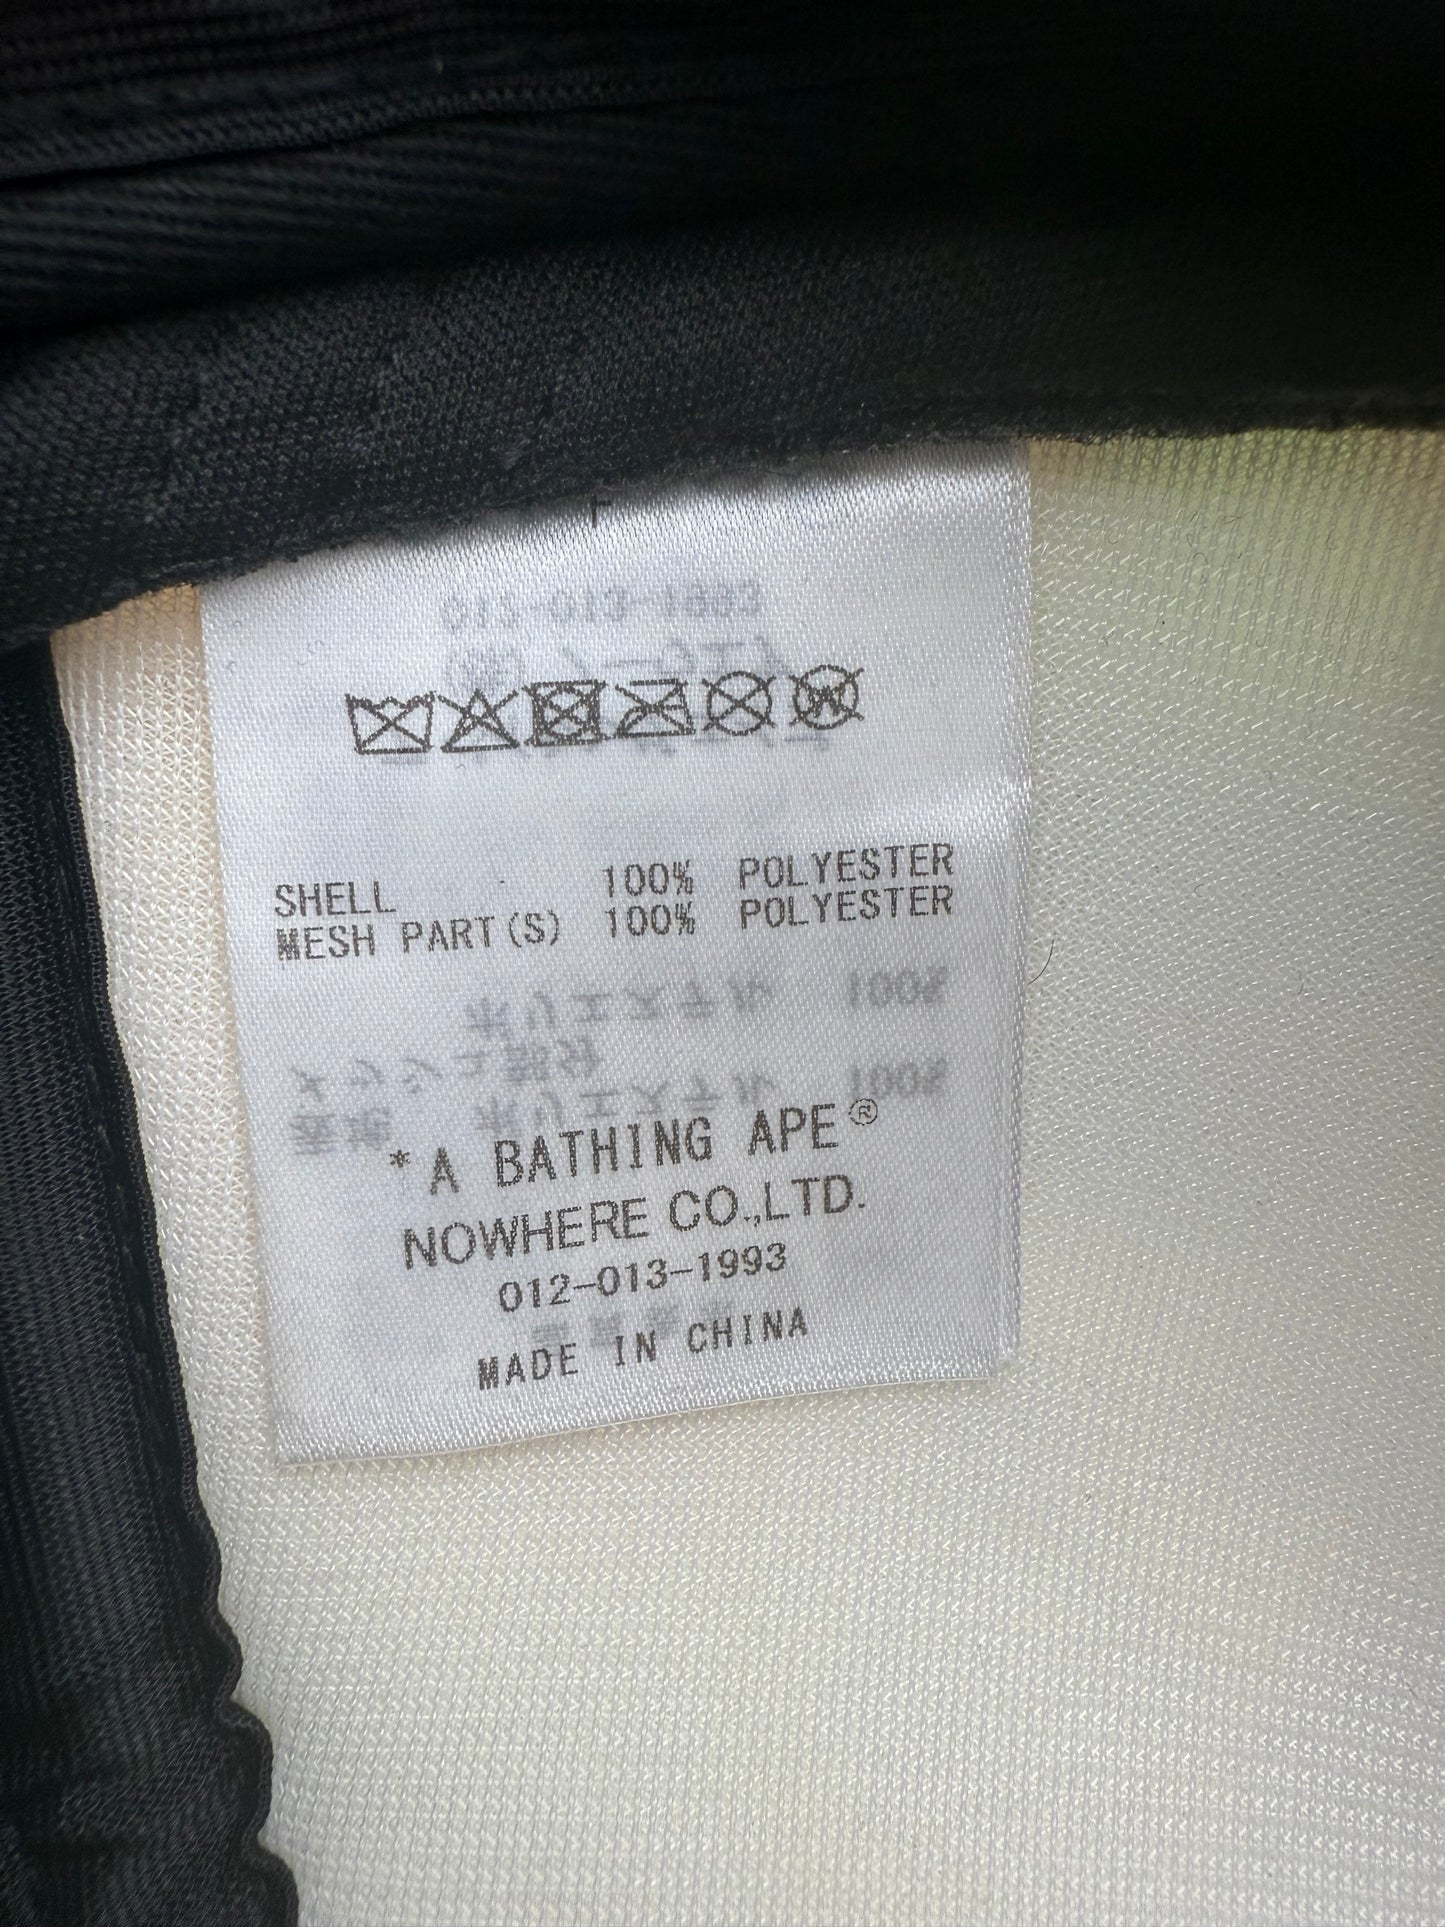 SHELL 100% POLYESTER
MESH PART(S) 100% POLYESTER
*A BATHING APE®
NOWHERE CO.,LTD.
012-013-1993
MADE IN CHINA